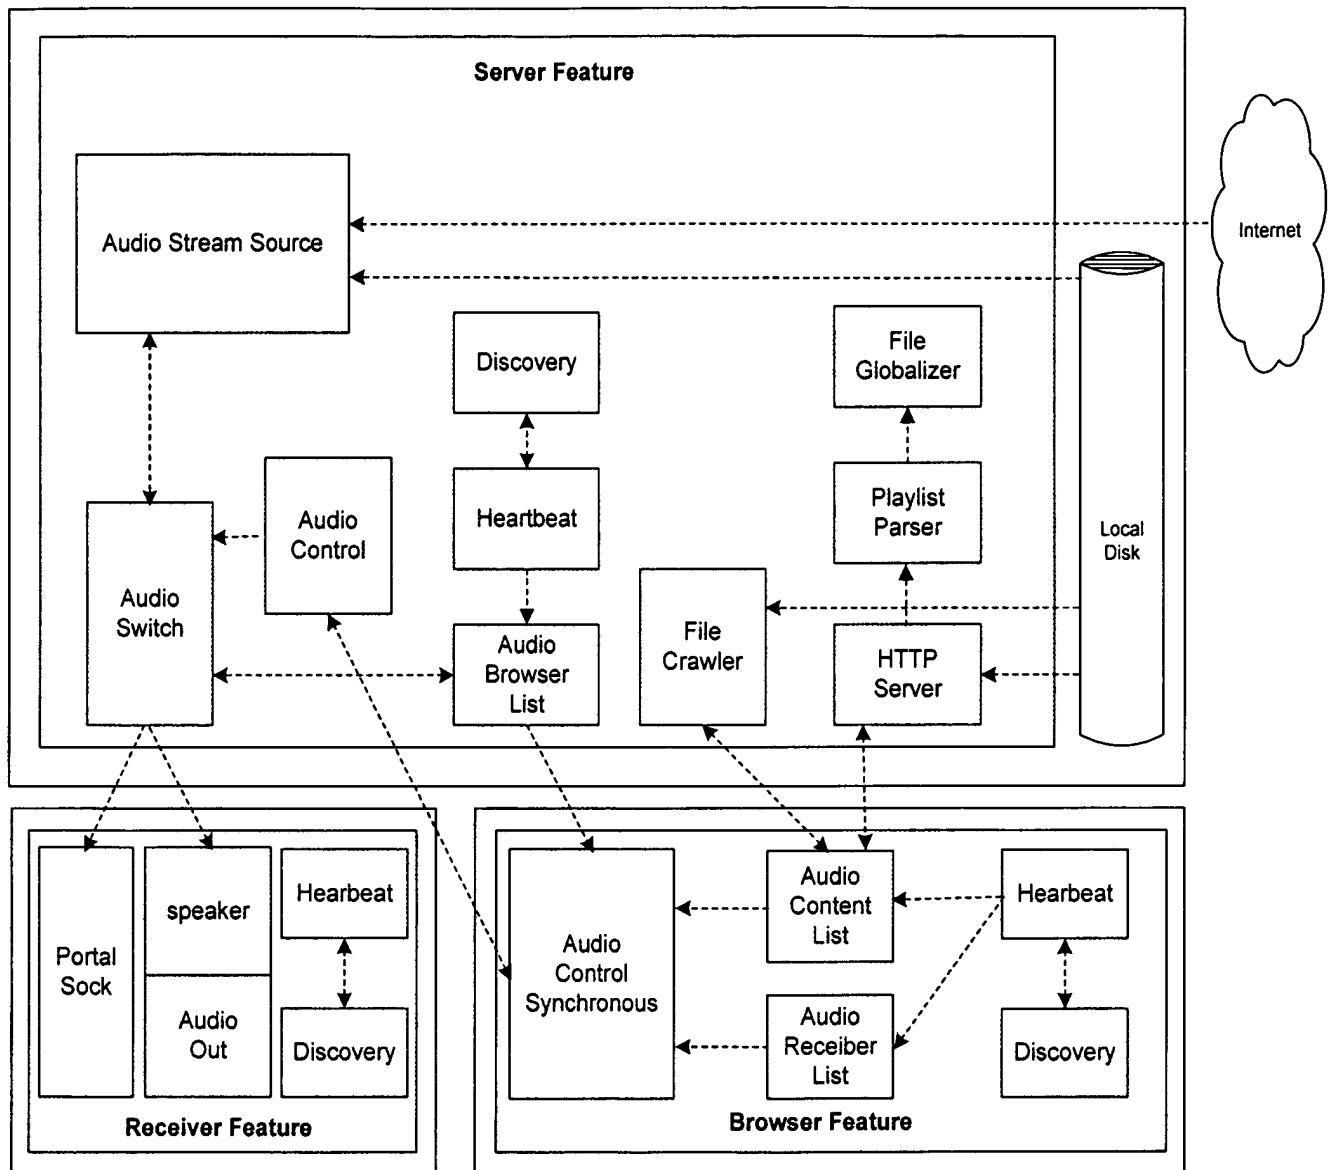 Server Feature
Audio Stream Source
Internet
Discovery
File
Globalizer
Heartbeat
Playlist
Parser
Audio
Control
Local
Disk
Audio
Switch
Audio
Browser
List
File
Crawler
HTTP
Server
Portal
Sock
speaker
Audio
Out
Hearbeat
Discovery
Receiver Feature
Audio
Control
Synchronous
Audio
Content
List
Audio
Receiber
List
Hearbeat
Discovery
Browser Feature